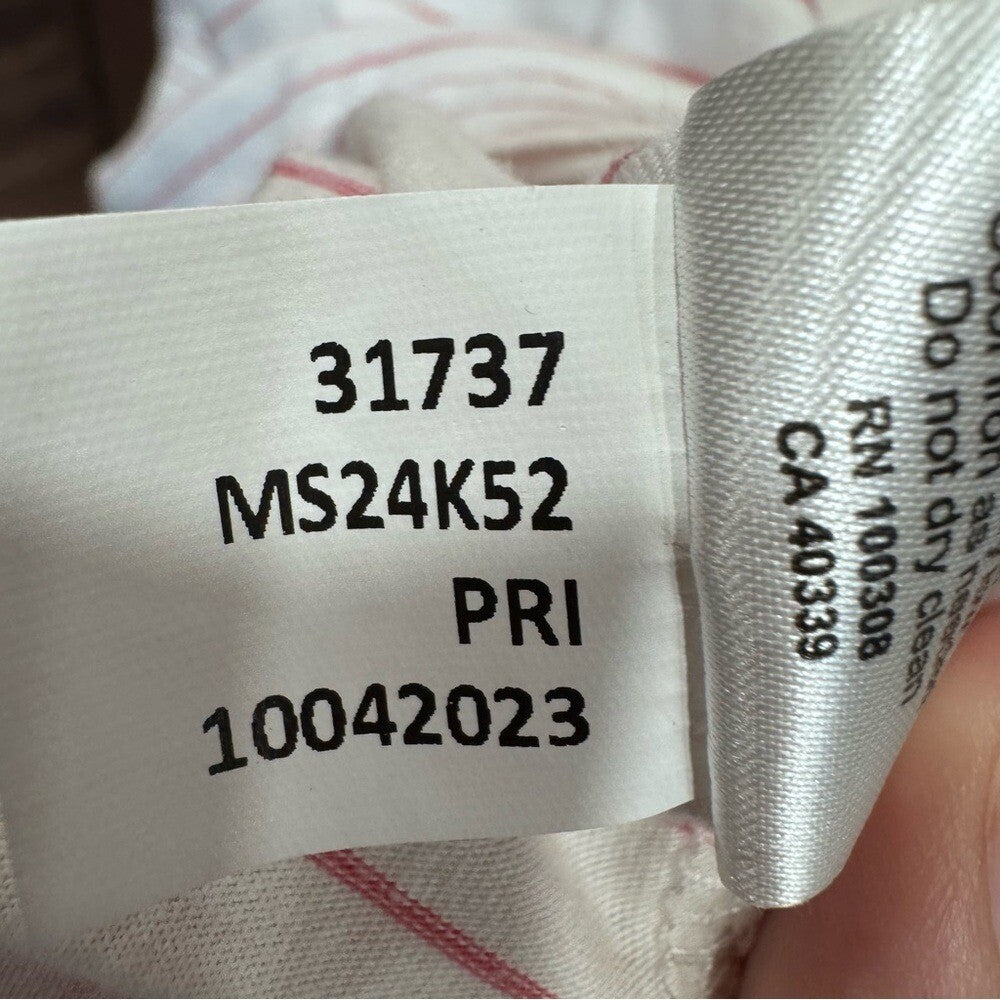 31737
MS24K52
PRI
10042023
Do not dry clean
RN 100308
CA 40339